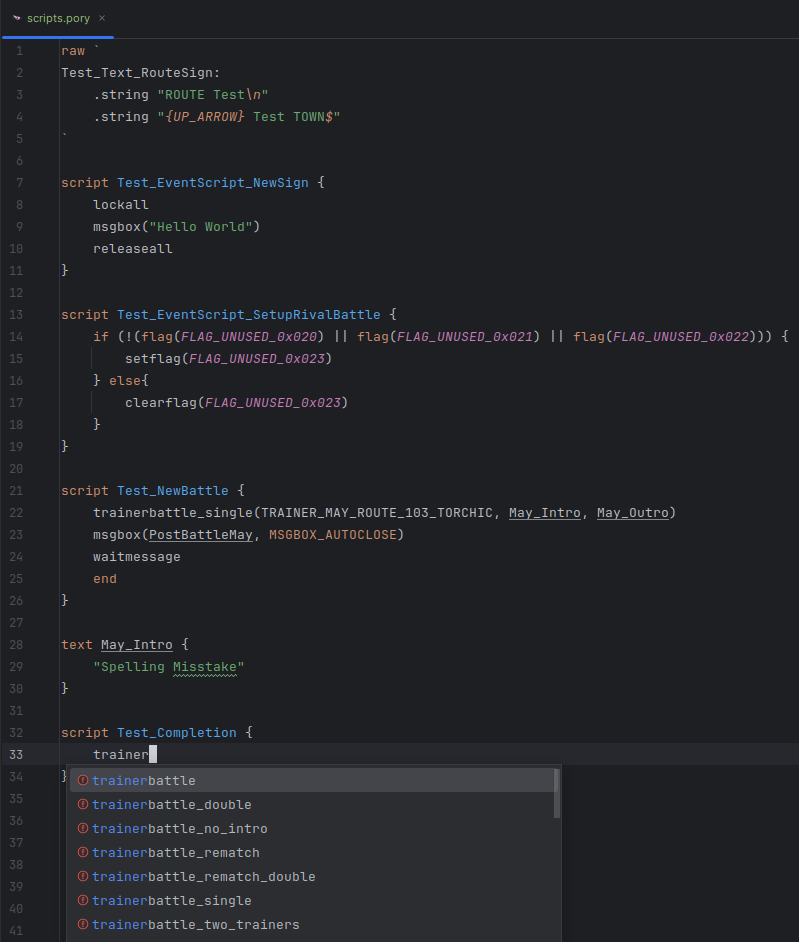 scripts.pory ×
1 raw `
2 Test_Text_RouteSign:
3 .string "ROUTE Test\n"
4 .string "{UP_ARROW} Test TOWN$"
5 `
6
7 script Test_EventScript_NewSign {
8 lockall
9 msgbox("Hello World")
10 releaseall
11 }
12
13 script Test_EventScript_SetupRivalBattle {
14 if (!(flag(FLAG_UNUSED_0x020) || flag(FLAG_UNUSED_0x021) || flag(FLAG_UNUSED_0x022))) {
15 setflag(FLAG_UNUSED_0x023)
16 } else{
17 clearflag(FLAG_UNUSED_0x023)
18 }
19 }
20
21 script Test_NewBattle {
22 trainerbattle_single(TRAINER_MAY_ROUTE_103_TORCHIC, May_Intro, May_Outro)
23 msgbox(PostBattleMay, MSGBOX_AUTOCLOSE)
24 waitmessage
25 end
26 }
27
28 text May_Intro {
29 "Spelling Misstake"
30 }
31
32 script Test_Completion {
33 trainer
34 }
35 trainerbattle
36 trainerbattle_double
trainerbattle_no_intro
37 trainerbattle_rematch
38 trainerbattle_rematch_double
39 trainerbattle_single
40 trainerbattle_two_trainers
41